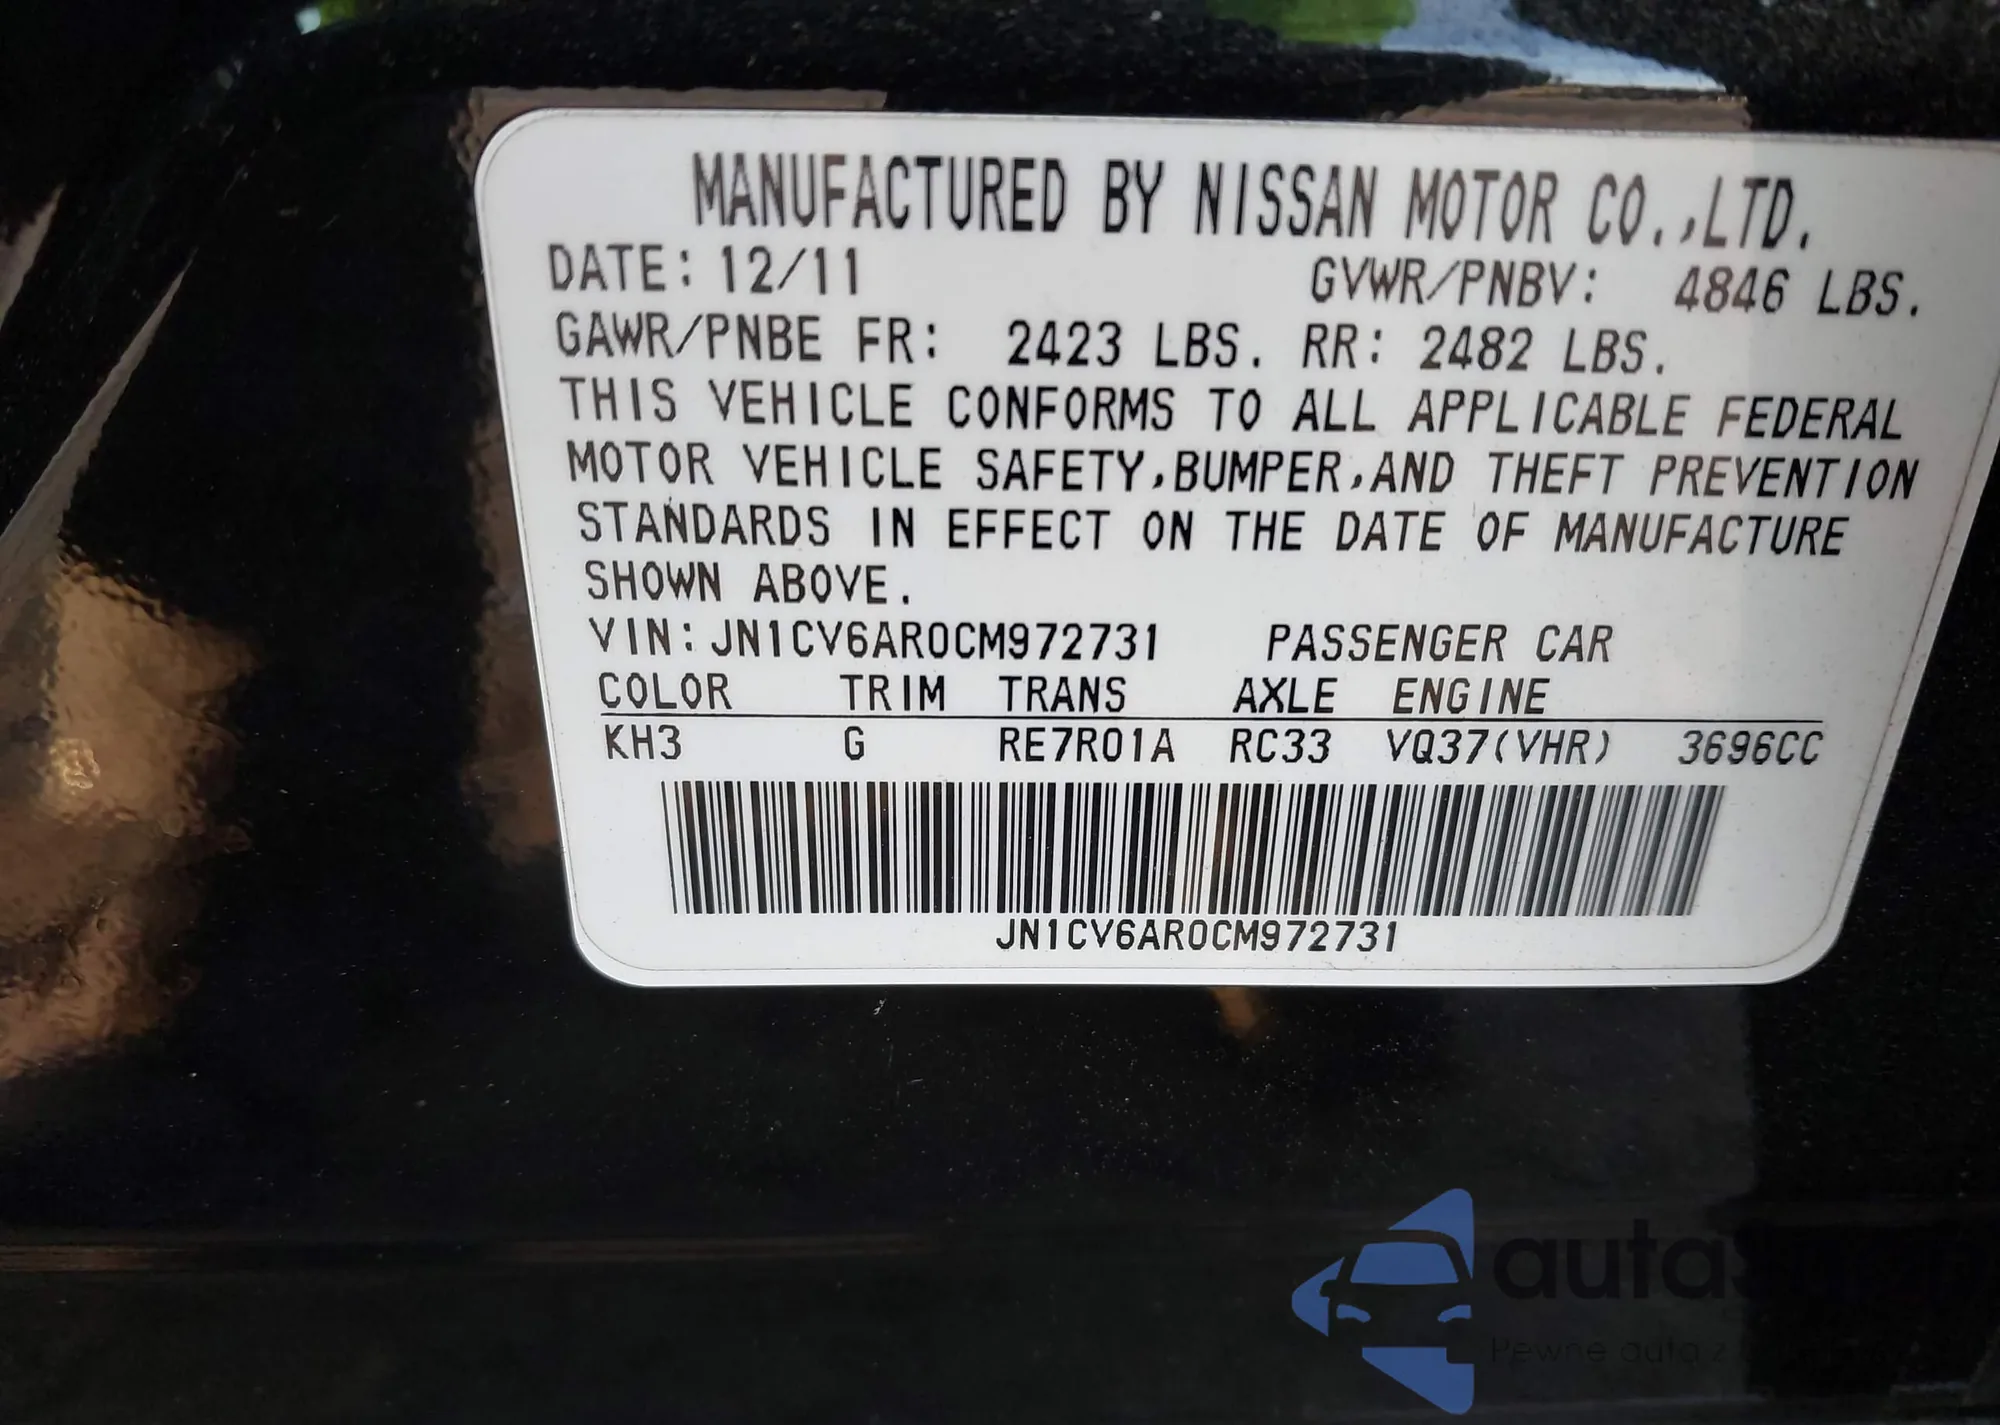 MANUFACTURED BY NISSAN MOTOR CO.,LTD.
DATE: 12/11 GVWR/PNBV: 4846 LBS.
GAWR/PNBE FR: 2423 LBS. RR: 2482 LBS.
THIS VEHICLE CONFORMS TO ALL APPLICABLE FEDERAL
MOTOR VEHICLE SAFETY,BUMPER,AND THEFT PREVENTION
STANDARDS IN EFFECT ON THE DATE OF MANUFACTURE
SHOWN ABOVE.
VIN: JN1CV6AR0CM972731 PASSENGER CAR
COLOR TRIM TRANS AXLE ENGINE
KH3 G RE7R01A RC33 VQ37(VHR) 3696CC
JN1CV6AR0CM972731
Pewne auto z